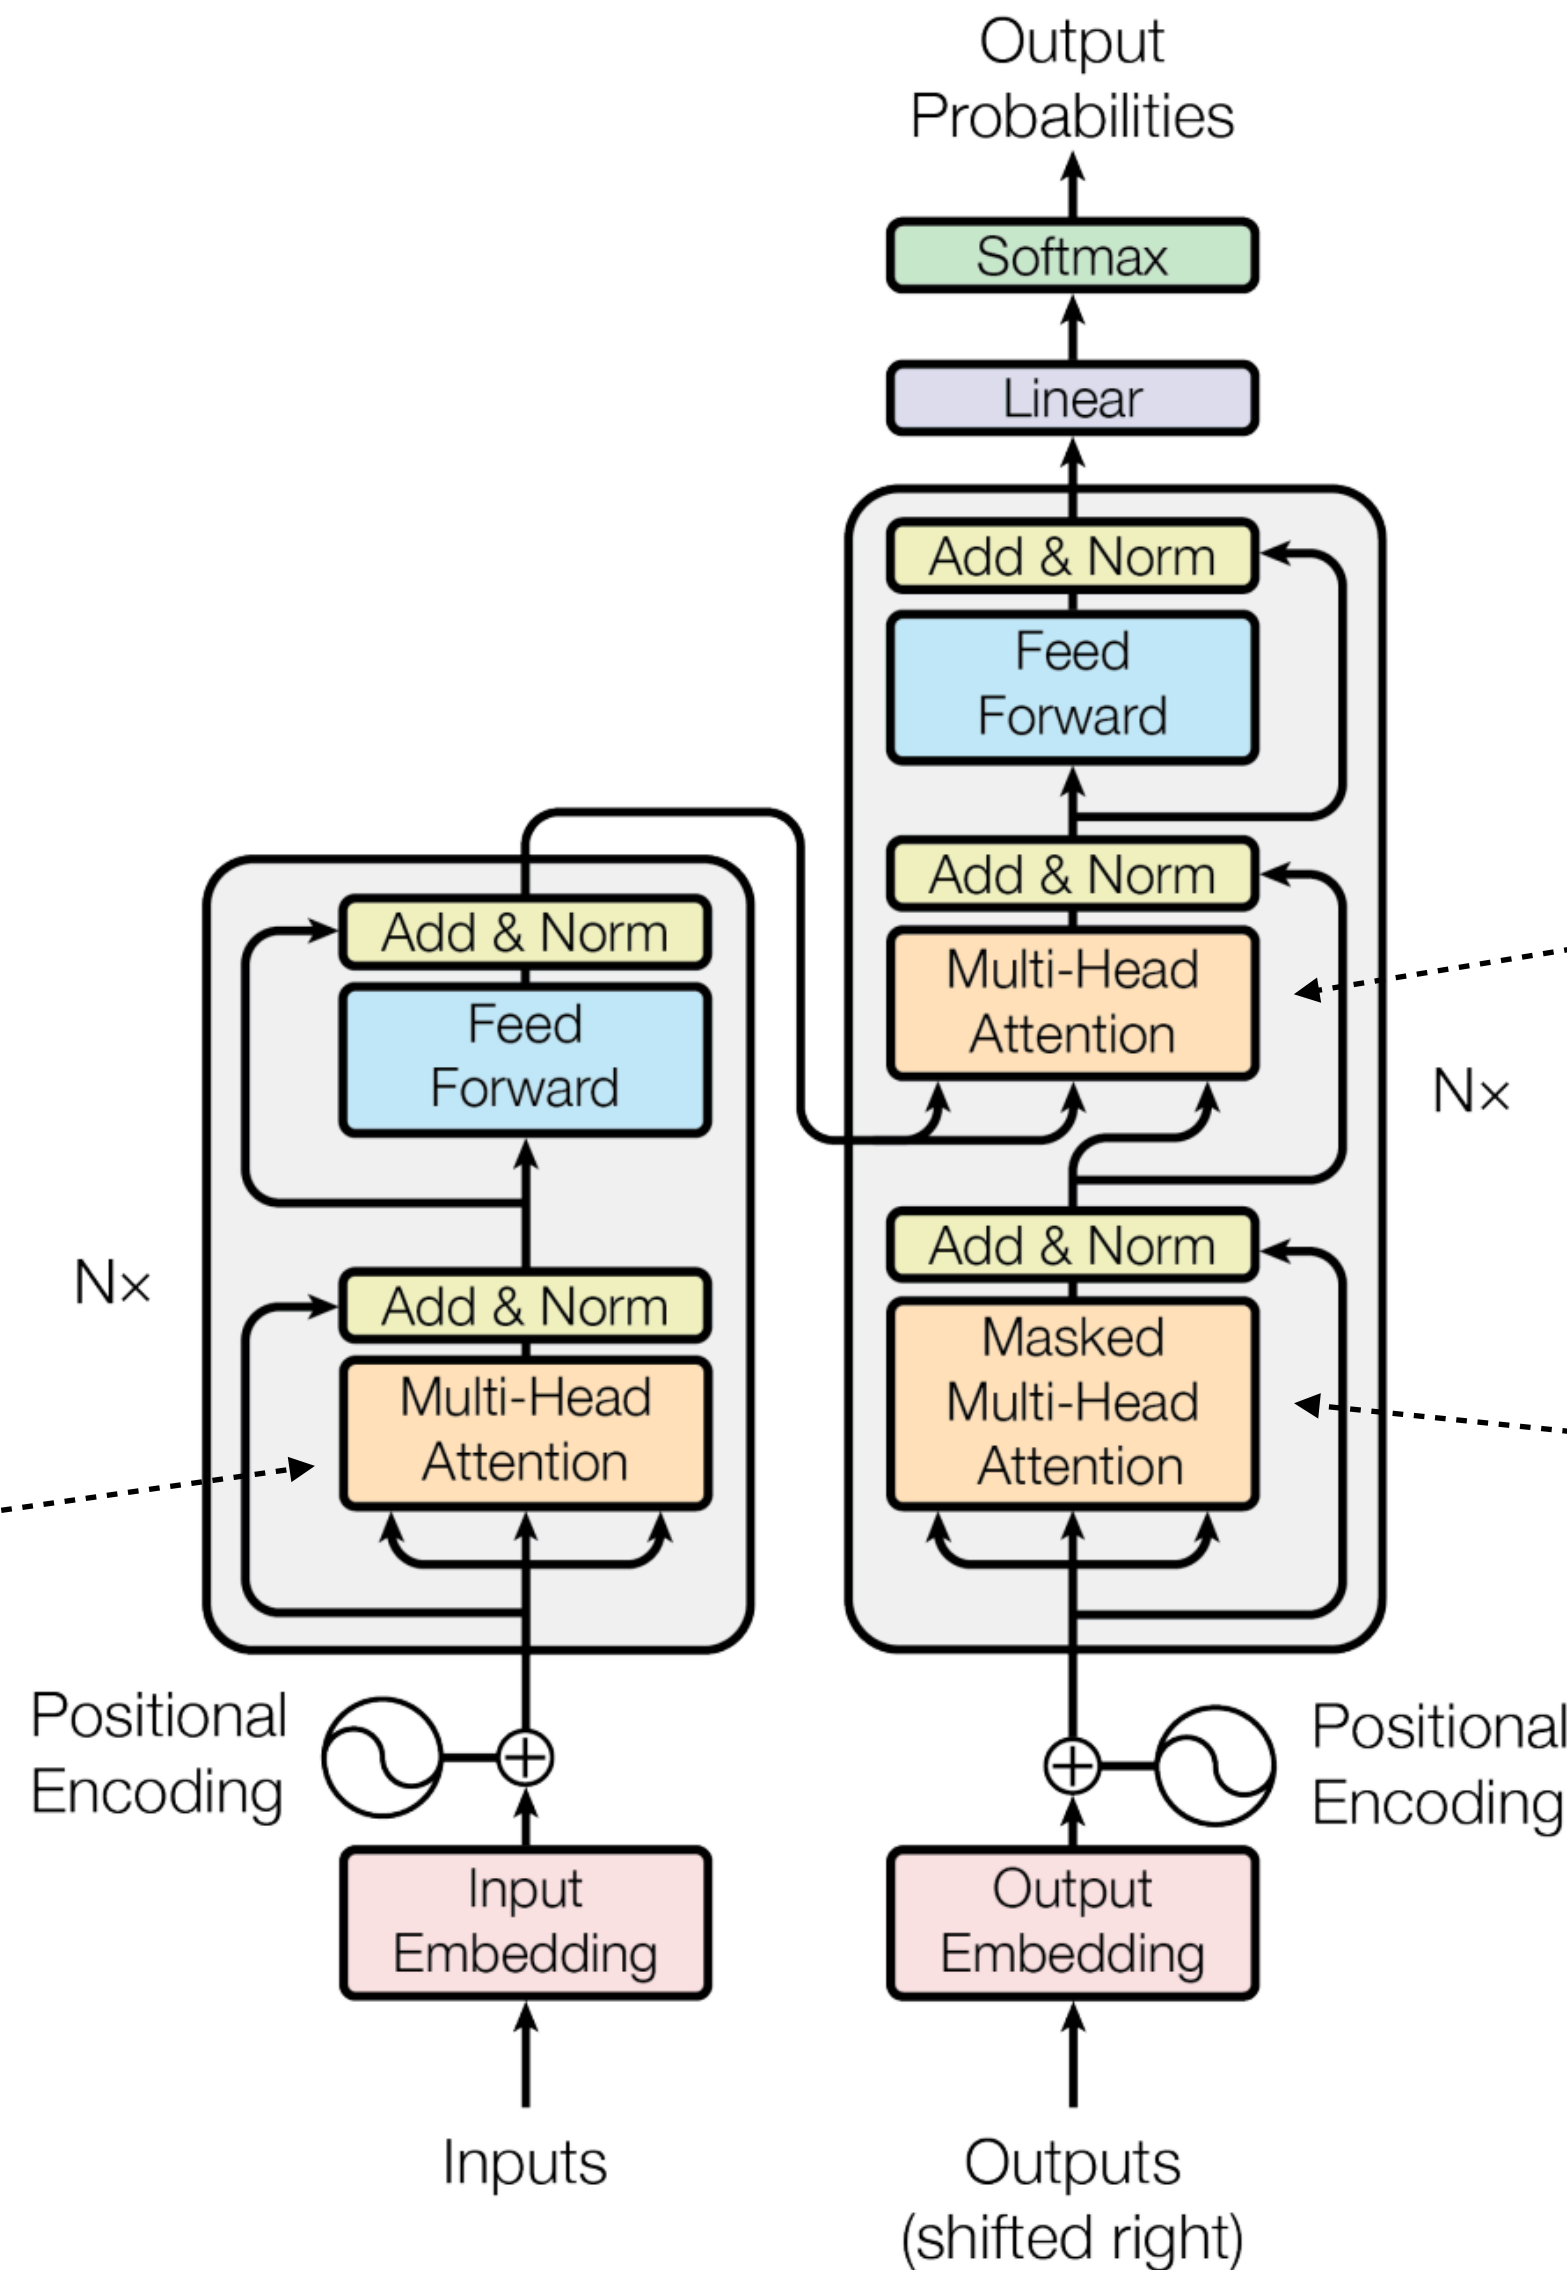 Output
Probabilities
Softmax
Linear
Add & Norm
Feed
Forward
Add & Norm
Multi-Head
Attention
N×
Add & Norm
Masked
Multi-Head
Attention
Add & Norm
Feed
Forward
N×
Add & Norm
Multi-Head
Attention
Positional
Encoding
Positional
Encoding
Input
Embedding
Output
Embedding
Inputs
Outputs
(shifted right)